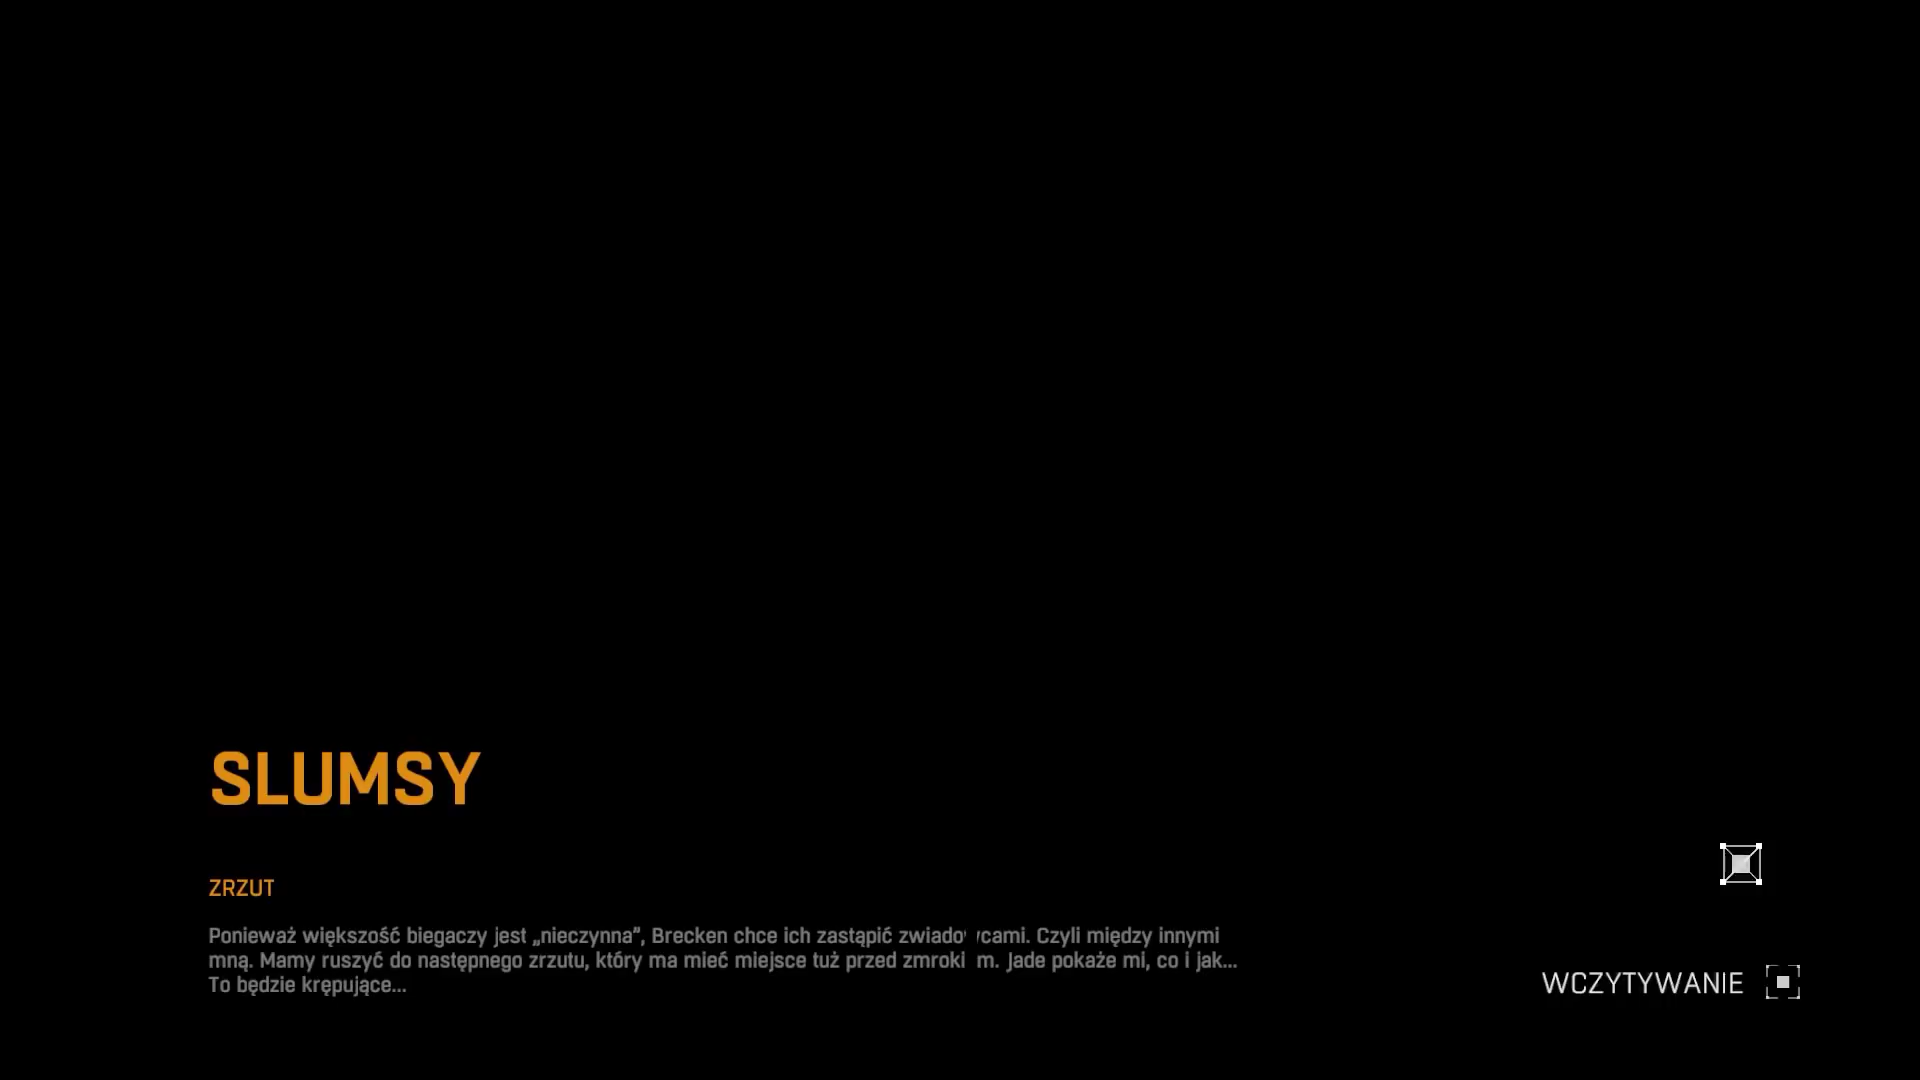 SLUMSY
ZRZUT
Ponieważ większość biegaczy jest „nieczynna”, Brecken chce ich zastąpić zwiadowcami. Czyli między innymi
mną. Mamy ruszyć do następnego zrzutu, który ma mieć miejsce tuż przed zmrokiem. Jade pokaże mi, co i jak...
To będzie krępujące...
WCZYTYWANIE